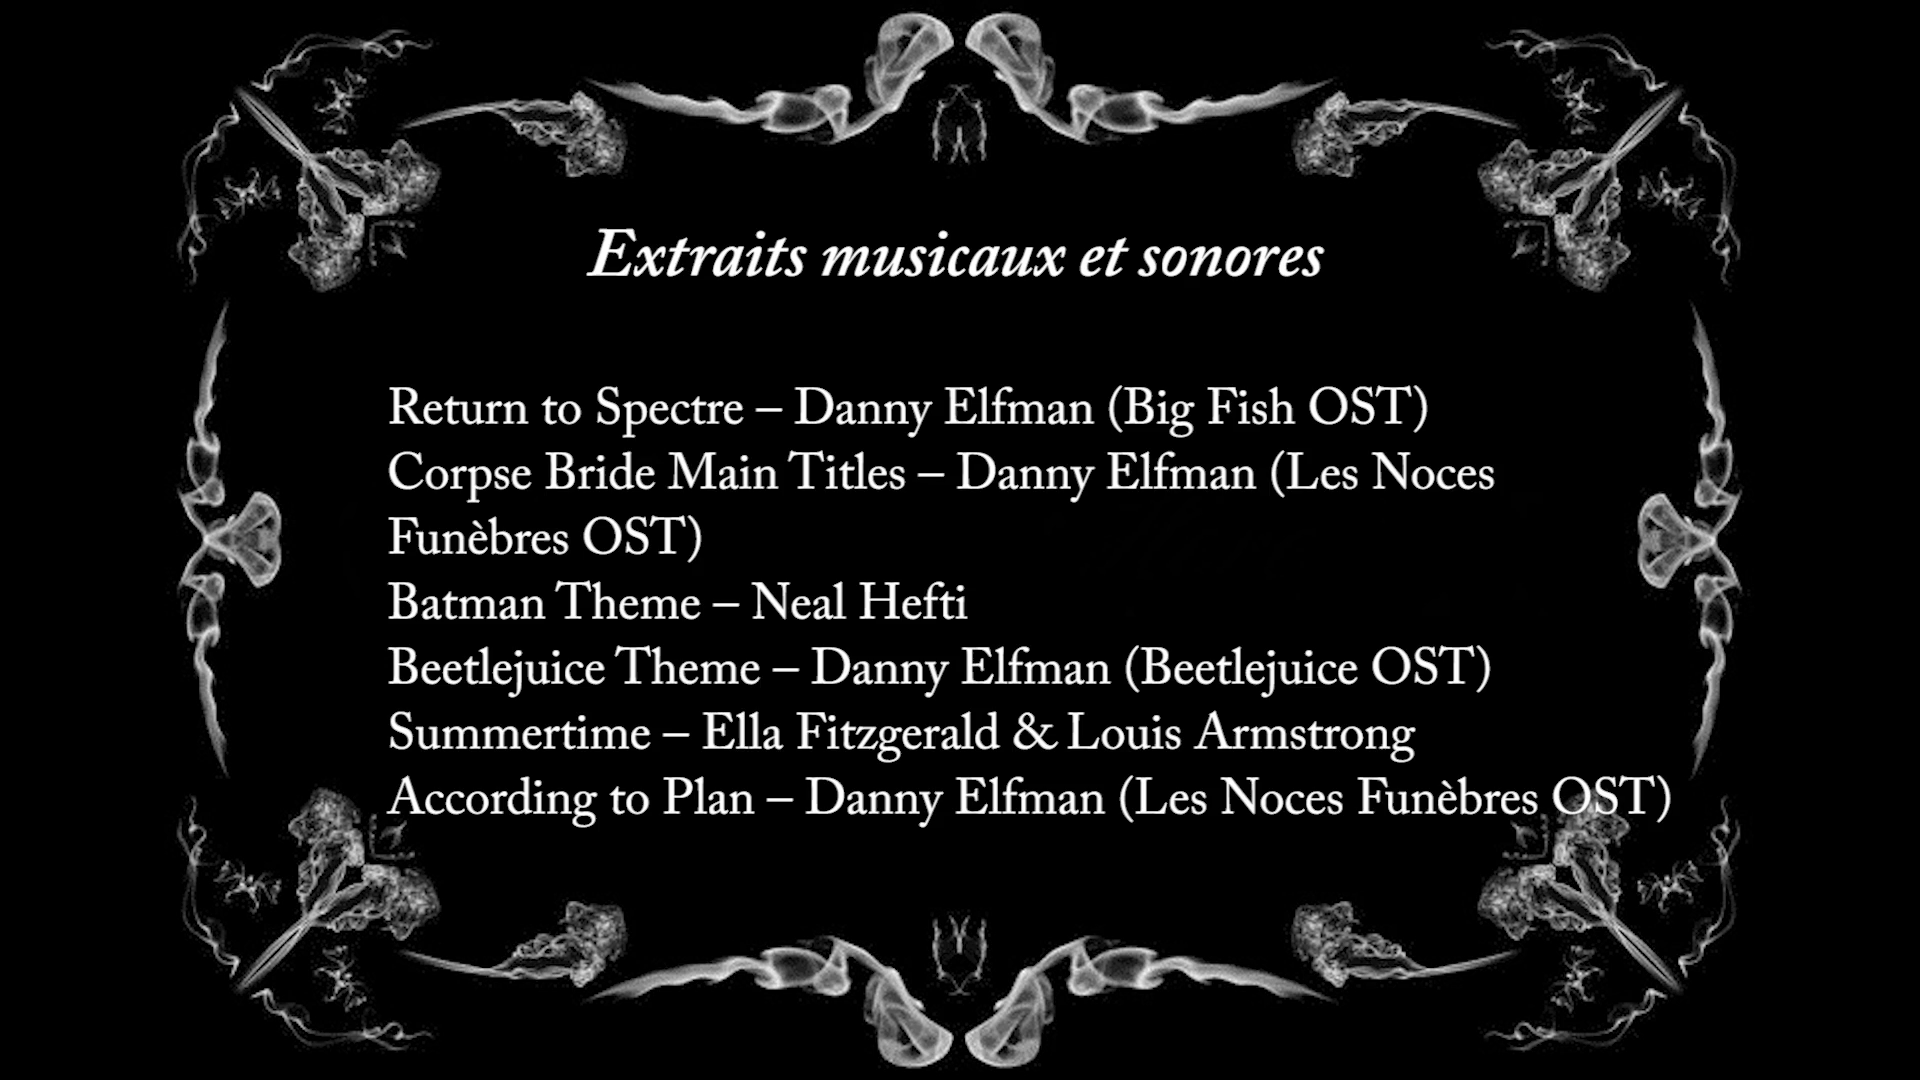 Extraits musicaux et sonores
Return to Spectre – Danny Elfman (Big Fish OST)
Corpse Bride Main Titles – Danny Elfman (Les Noces
Funèbres OST)
Batman Theme – Neal Hefti
Beetlejuice Theme – Danny Elfman (Beetlejuice OST)
Summertime – Ella Fitzgerald & Louis Armstrong
According to Plan – Danny Elfman (Les Noces Funèbres OST)